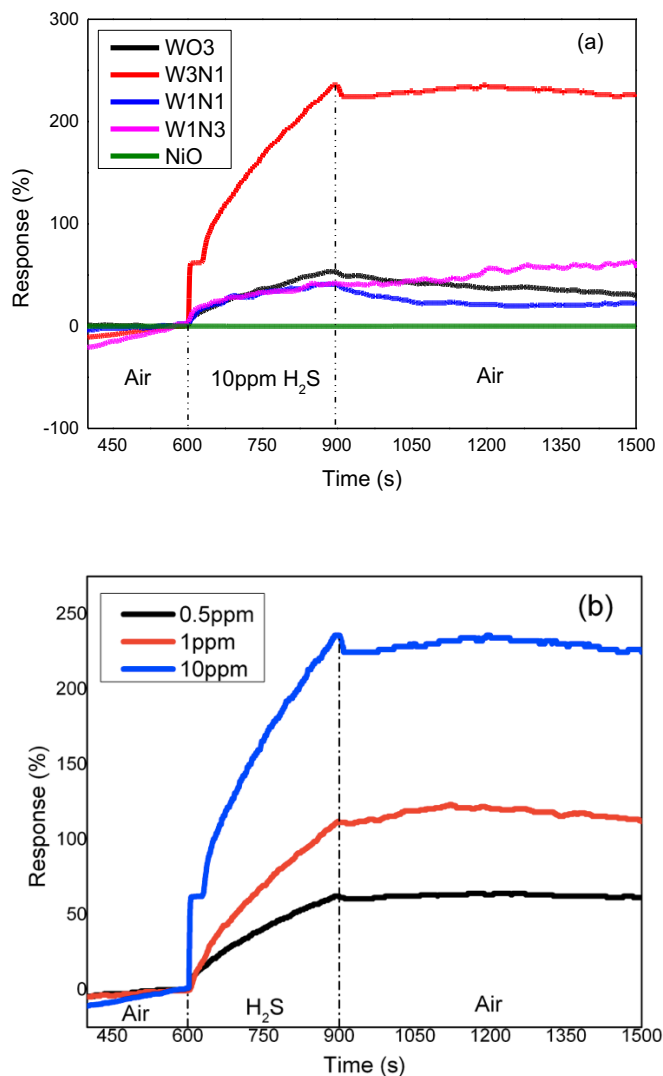 300
(a)
WO3
W3N1
W1N1
W1N3
NiO
200
100
0
-100
Response (%)
Air
10ppm H₂S
Air
450 600 750 900 1050 1200 1350 1500
Time (s)
250
(b)
0.5ppm
1ppm
10ppm
200
150
100
50
0
Response (%)
Air
H₂S
Air
450 600 750 900 1050 1200 1350 1500
Time (s)